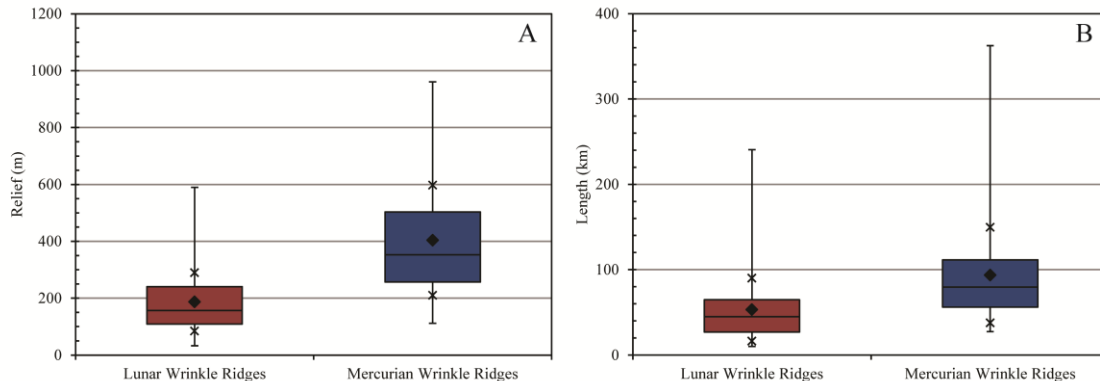 A
1200
1000
800
600
400
200
0
Relief (m)
Lunar Wrinkle Ridges
Mercurian Wrinkle Ridges
B
400
300
200
100
0
Length (km)
Lunar Wrinkle Ridges
Mercurian Wrinkle Ridges